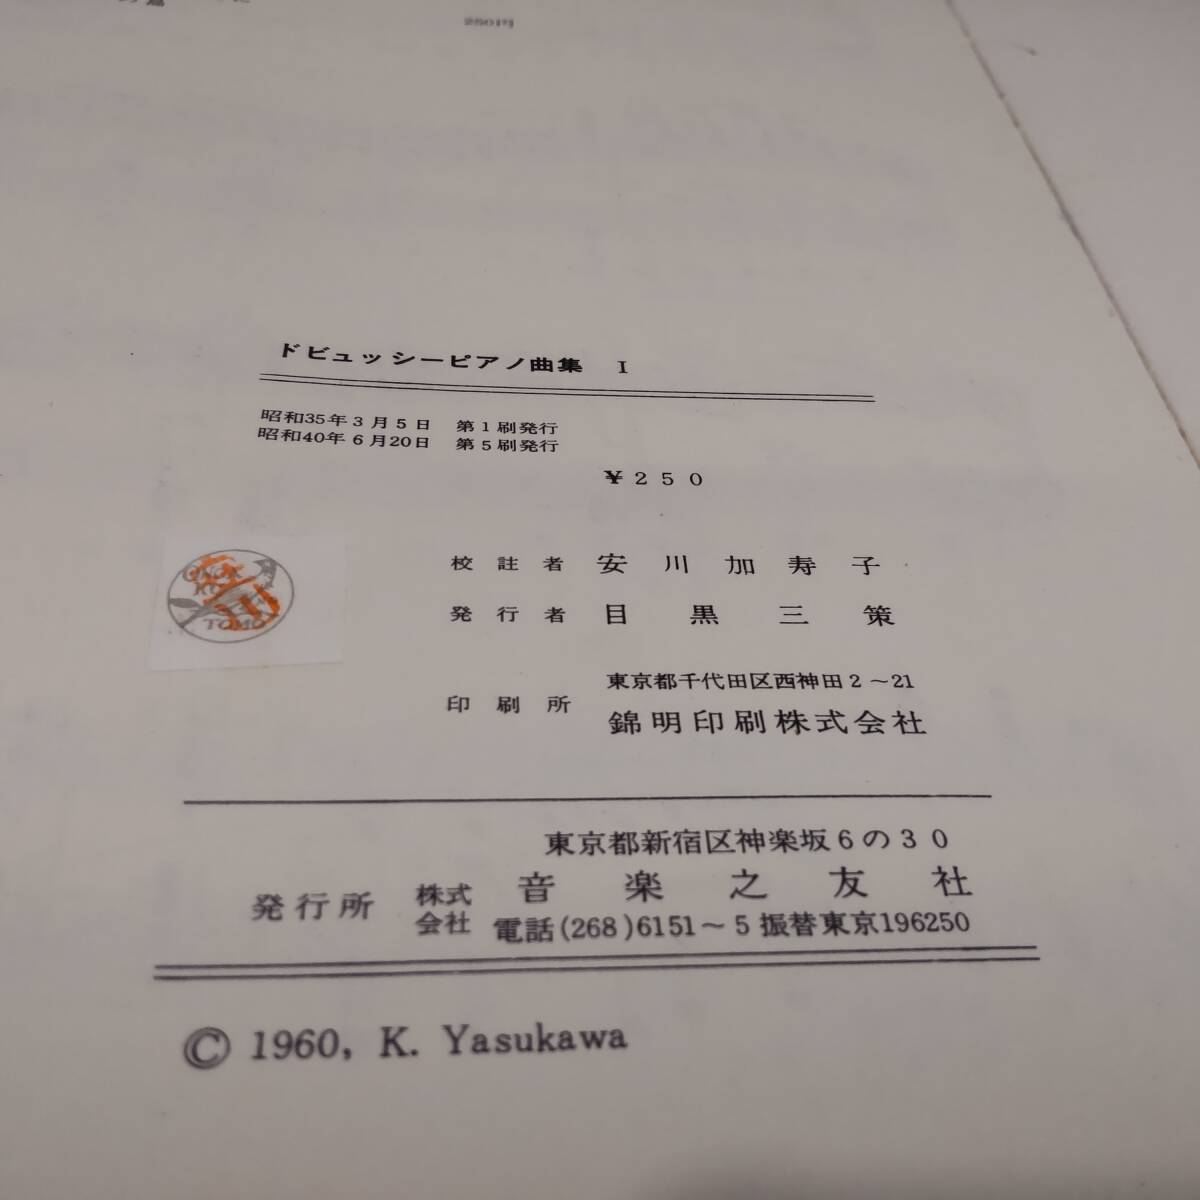 ドビュッシーピアノ曲集 I
昭和35年3月5日 第1刷発行
昭和40年6月20日 第5刷発行
¥250
校註者 安川加寿子
発行者 目黒三策
東京都千代田区西神田2〜21
印刷所 錦明印刷株式会社
東京都新宿区神楽坂6の30
発行所 株式会社 音楽之友社
電話(268)6151〜5振替東京196250
© 1960, K. Yasukawa
TOMO